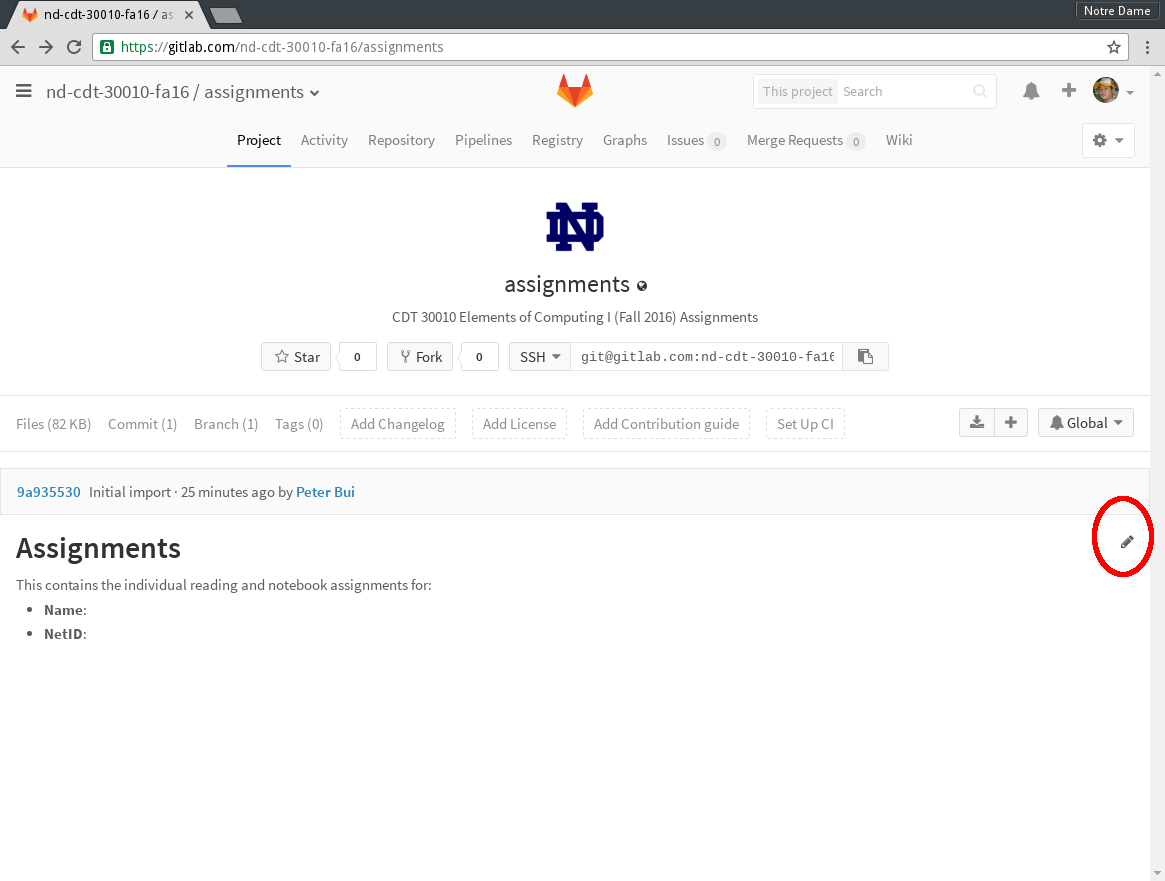 nd-cdt-30010-fa16 / as
Notre Dame
https://gitlab.com/nd-cdt-30010-fa16/assignments
nd-cdt-30010-fa16 / assignments
This project Search
Project Activity Repository Pipelines Registry Graphs Issues 0 Merge Requests 0 Wiki
ND
assignments
CDT 30010 Elements of Computing I (Fall 2016) Assignments
Star 0 Fork 0 SSH git@gitlab.com:nd-cdt-30010-fa16
Files (82 KB) Commit (1) Branch (1) Tags (0) Add Changelog Add License Add Contribution guide Set Up CI Global
9a935530 Initial import · 25 minutes ago by Peter Bui
Assignments
This contains the individual reading and notebook assignments for:
• Name:
• NetID: